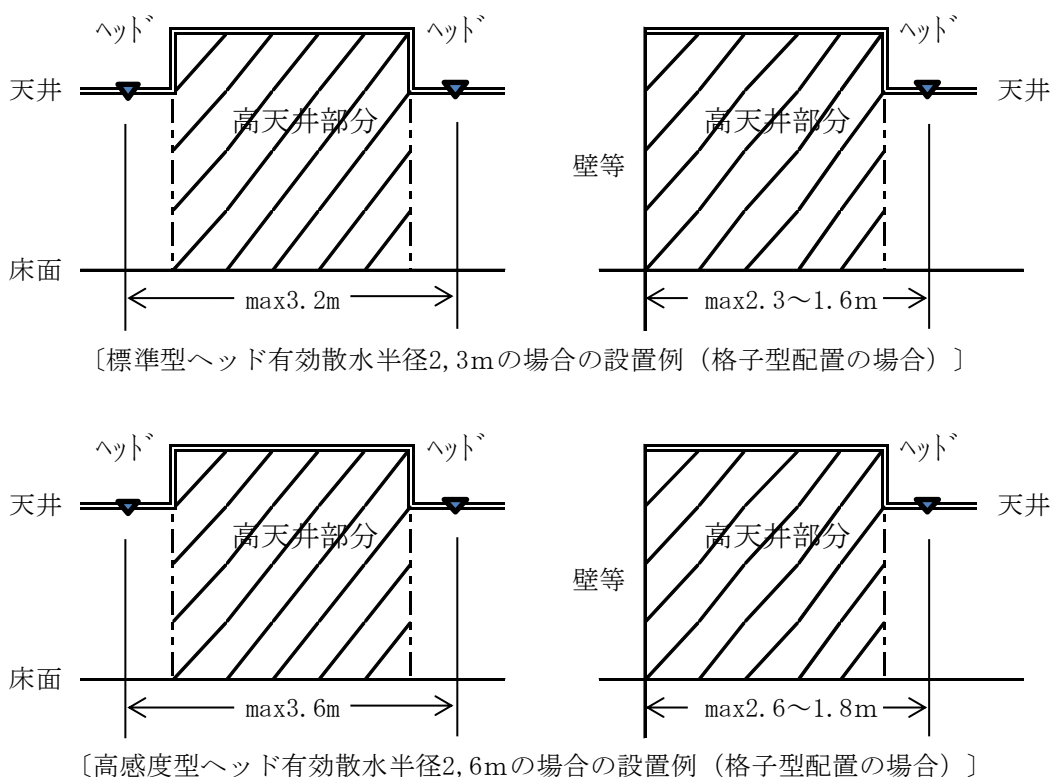 ヘッド ヘッド ヘッド
天井 天井
高天井部分 高天井部分
壁等
床面
max3.2m max2.3～1.6m
〔標準型ヘッド有効散水半径2,3mの場合の設置例（格子型配置の場合）〕
ヘッド ヘッド ヘッド
天井 天井
高天井部分 高天井部分
壁等
床面
max3.6m max2.6～1.8m
〔高感度型ヘッド有効散水半径2,6mの場合の設置例（格子型配置の場合）〕